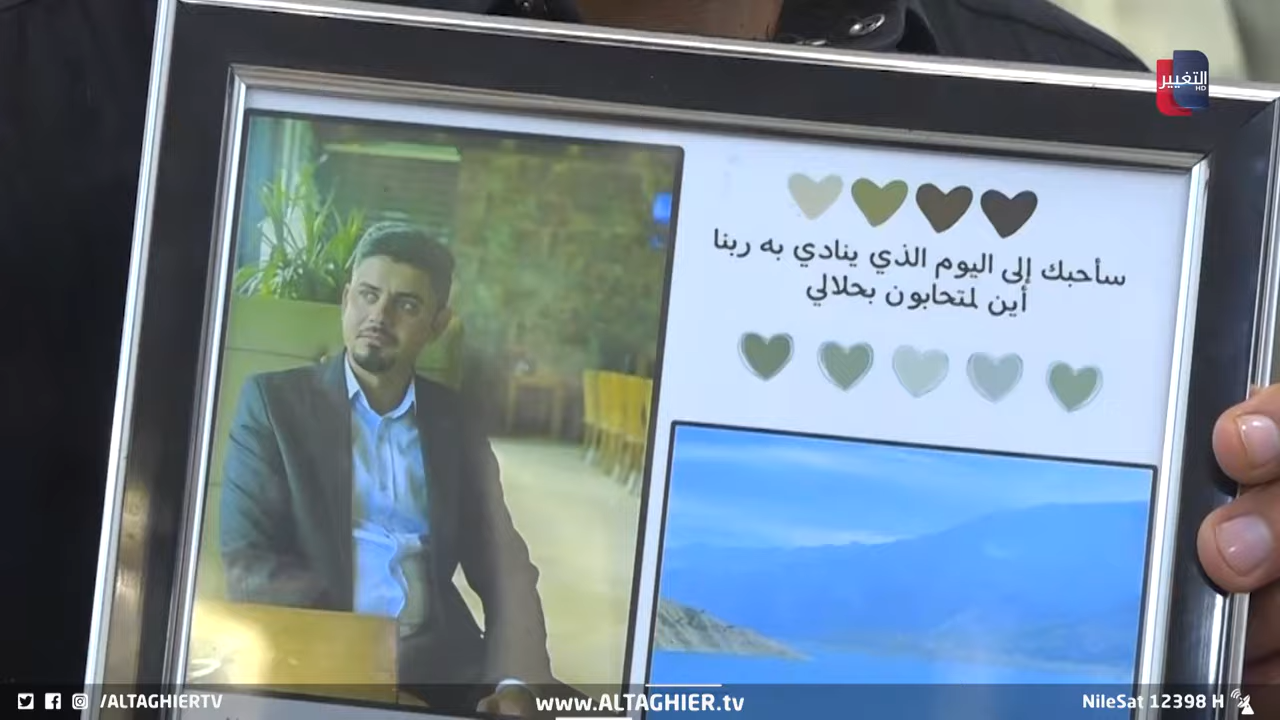 التغيير
HD
سأحبك إلى اليوم الذي ينادي به ربنا
أين لمتحابون بحلالي
/ALTAGHIERTV
www.ALTAGHIER.tv
NileSat 12398 H